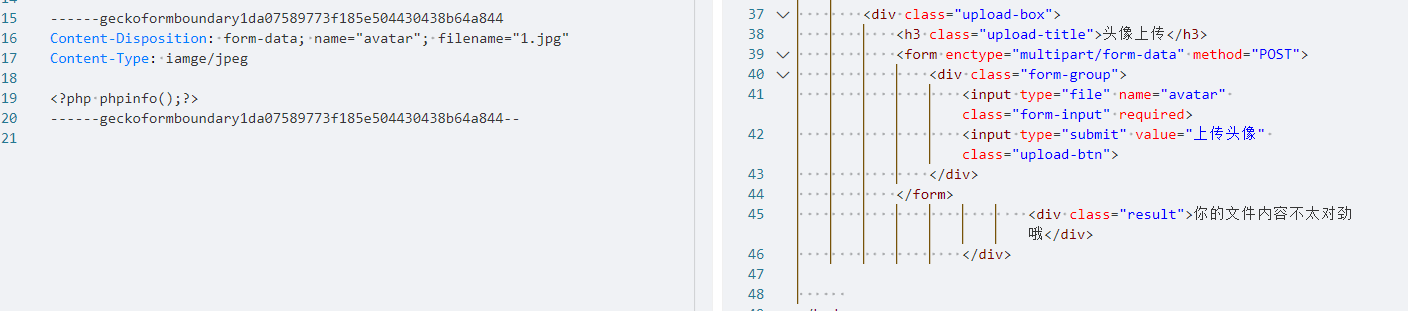 15 ------geckoformboundary1da07589773f185e504430438b64a844
16 Content-Disposition: form-data; name="avatar"; filename="1.jpg"
17 Content-Type: iamge/jpeg
18
19 <?php phpinfo();?>
20 ------geckoformboundary1da07589773f185e504430438b64a844--
21
37 <div class="upload-box">
38 <h3 class="upload-title">头像上传</h3>
39 <form enctype="multipart/form-data" method="POST">
40 <div class="form-group">
41 <input type="file" name="avatar"
class="form-input" required>
42 <input type="submit" value="上传头像"
class="upload-btn">
43 </div>
44 </form>
45 <div class="result">你的文件内容不太对劲
哦</div>
46 </div>
47
48